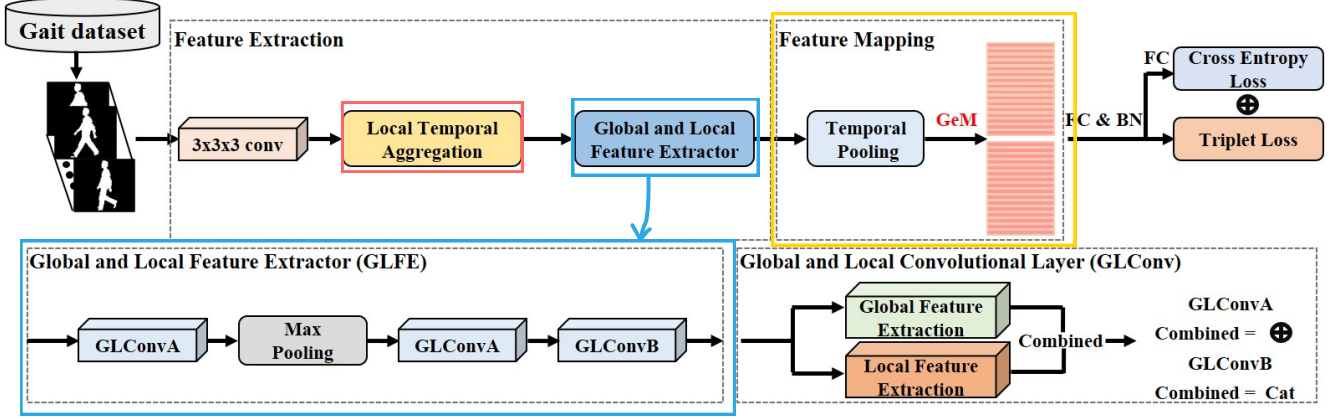 Gait dataset
Feature Extraction
3x3x3 conv
Local Temporal
Aggregation
Global and Local
Feature Extractor
Feature Mapping
Temporal
Pooling
GeM
FC & BN
FC
Cross Entropy
Loss
Triplet Loss
Global and Local Feature Extractor (GLFE)
GLConvA
Max
Pooling
GLConvA
GLConvB
Global and Local Convolutional Layer (GLConv)
Global Feature
Extraction
Local Feature
Extraction
Combined
GLConvA
Combined = ⊕
GLConvB
Combined = Cat